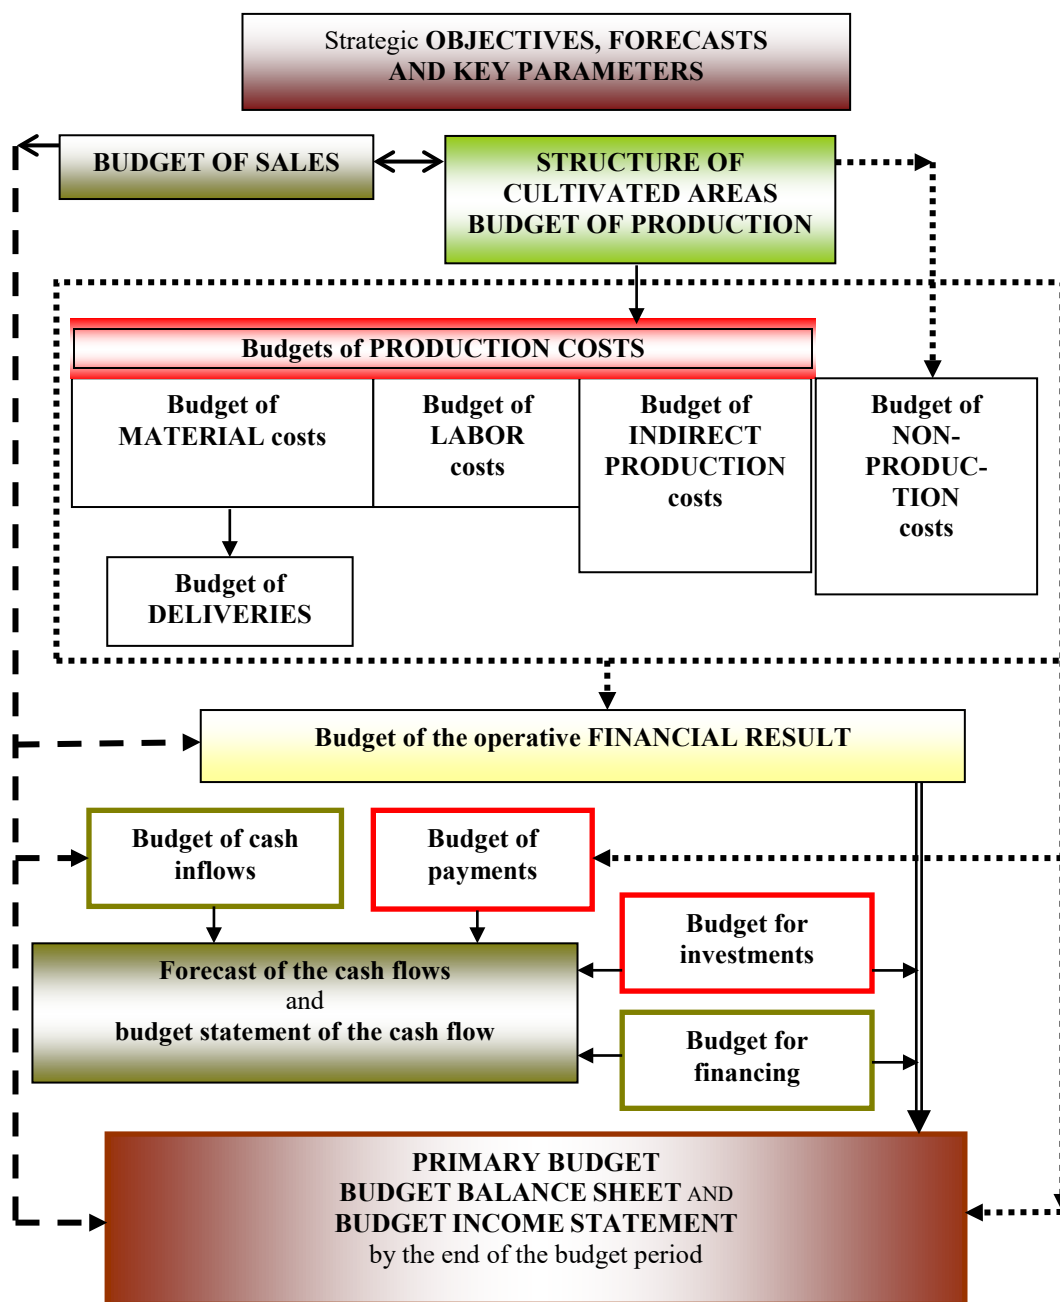 Strategic OBJECTIVES, FORECASTS
AND KEY PARAMETERS
BUDGET OF SALES
STRUCTURE OF
CULTIVATED AREAS
BUDGET OF PRODUCTION
Budgets of PRODUCTION COSTS
Budget of
MATERIAL costs
Budget of
LABOR
costs
Budget of
INDIRECT
PRODUCTION
costs
Budget of
NON-
PRODUC-
TION
costs
Budget of
DELIVERIES
Budget of the operative FINANCIAL RESULT
Budget of cash
inflows
Budget of
payments
Budget for
investments
Forecast of the cash flows
and
budget statement of the cash flow
Budget for
financing
PRIMARY BUDGET
BUDGET BALANCE SHEET AND
BUDGET INCOME STATEMENT
by the end of the budget period